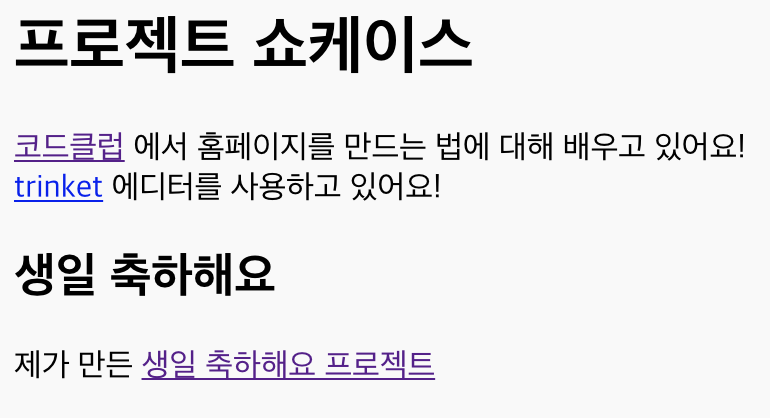 프로젝트 쇼케이스
코드클럽 에서 홈페이지를 만드는 법에 대해 배우고 있어요!
trinket 에디터를 사용하고 있어요!
생일 축하해요
제가 만든 생일 축하해요 프로젝트